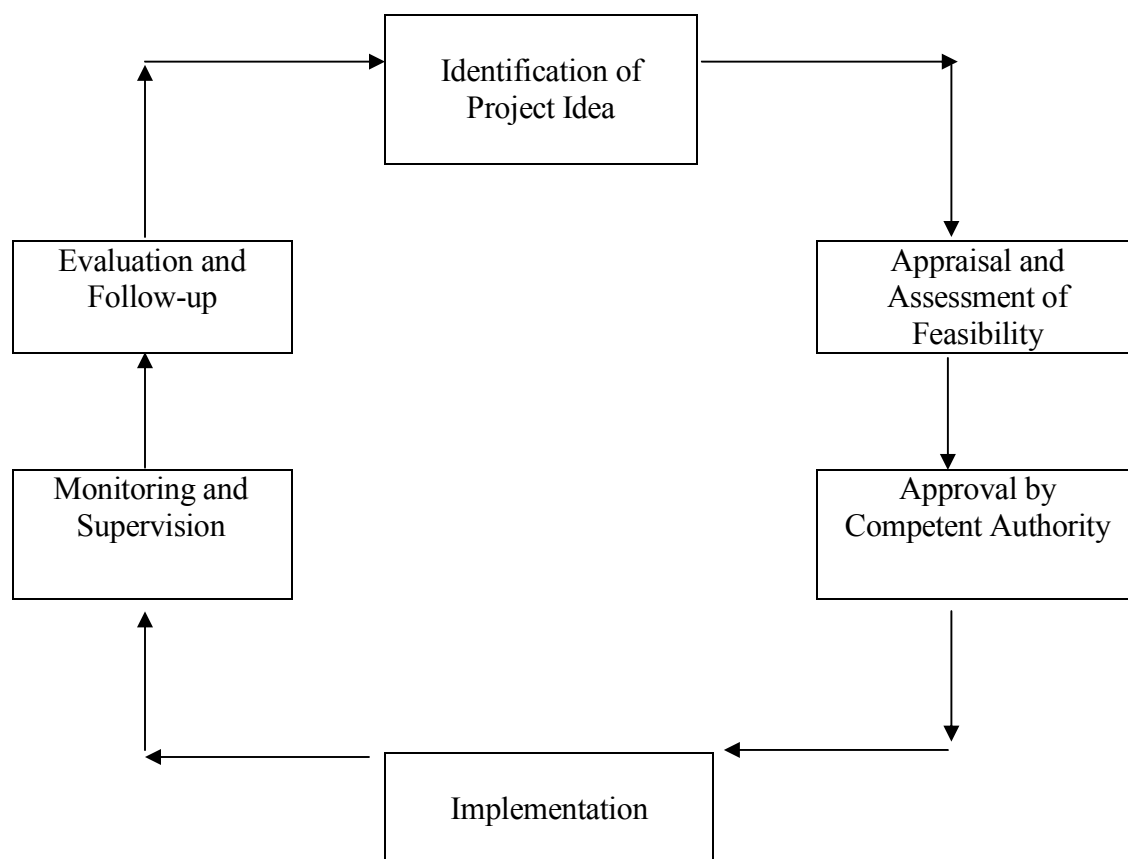 Identification of
Project Idea
Evaluation and
Follow-up
Appraisal and
Assessment of
Feasibility
Monitoring and
Supervision
Approval by
Competent Authority
Implementation